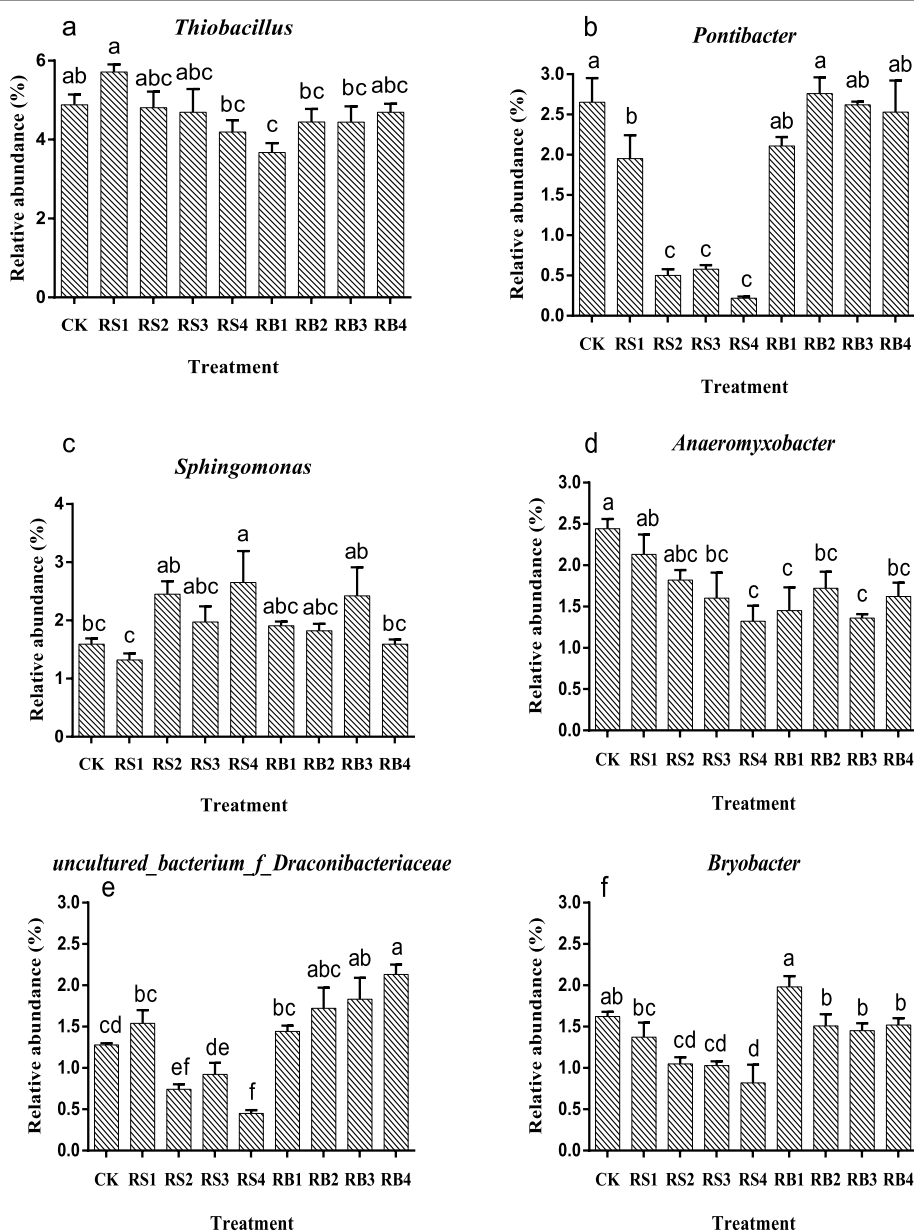 a
Thiobacillus
Relative abundance (%)
6
4
2
0
ab
a
abc
abc
bc
c
bc
bc
abc
CK RS1 RS2 RS3 RS4 RB1 RB2 RB3 RB4
Treatment
b
Pontibacter
Relative abundance (%)
3.0
2.5
2.0
1.5
1.0
0.5
0.0
a
b
c
c
c
ab
a
a
a
CK RS1 RS2 RS3 RS4 RB1 RB2 RB3 RB4
Treatment
c
Sphingomonas
Relative abundance (%)
4
3
2
1
0
bc
c
ab
abc
a
abc
abc
ab
bc
CK RS1 RS2 RS3 RS4 RB1 RB2 RB3 RB4
Treatment
d
Anaeromyxobacter
Relative abundance (%)
3.0
2.5
2.0
1.5
1.0
0.5
0.0
a
ab
abc
bc
c
c
bc
c
bc
CK RS1 RS2 RS3 RS4 RB1 RB2 RB3 RB4
Treatment
uncultured_bacterium_f_Draconibacteriaceae
e
Relative abundance (%)
3.0
2.5
2.0
1.5
1.0
0.5
0.0
cd
bc
ef
de
f
bc
abc
ab
a
CK RS1 RS2 RS3 RS4 RB1 RB2 RB3 RB4
Treatment
Bryobacter
f
Relative abundance (%)
3.0
2.5
2.0
1.5
1.0
0.5
0.0
ab
bc
cd
cd
d
a
b
b
b
CK RS1 RS2 RS3 RS4 RB1 RB2 RB3 RB4
Treatment